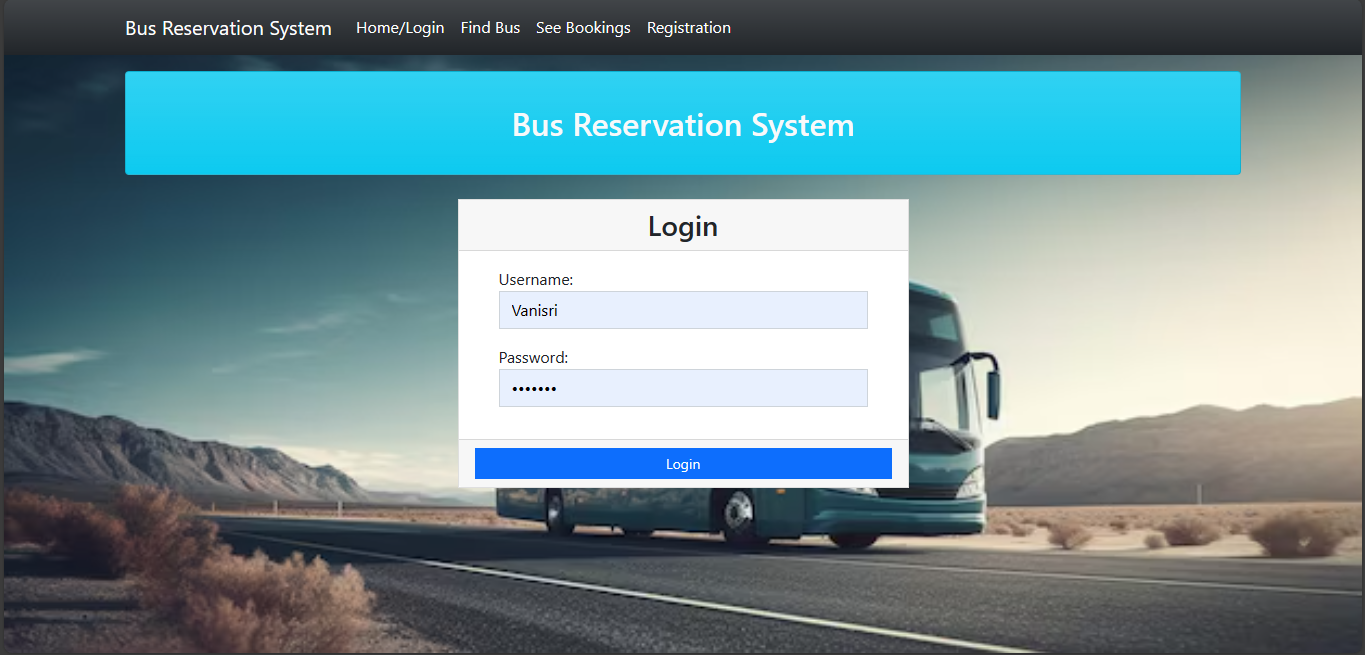 Bus Reservation System Home/Login Find Bus See Bookings Registration
Bus Reservation System
Login
Username:
Vanisri
Password:
•••••••
Login